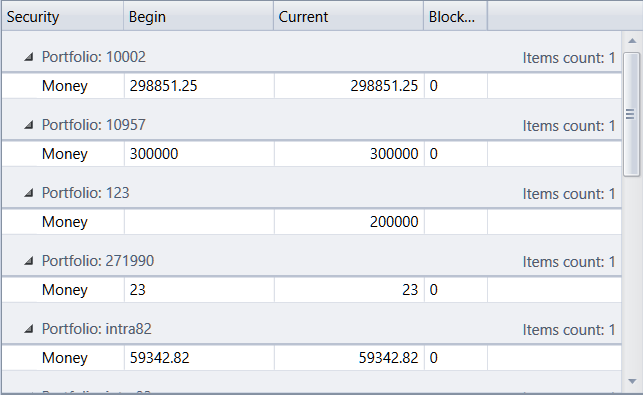 Security Begin Current Block...
Portfolio: 10002 Items count: 1
Money 298851.25 298851.25 0
Portfolio: 10957 Items count: 1
Money 300000 300000 0
Portfolio: 123 Items count: 1
Money 200000
Portfolio: 271990 Items count: 1
Money 23 23 0
Portfolio: intra82 Items count: 1
Money 59342.82 59342.82 0